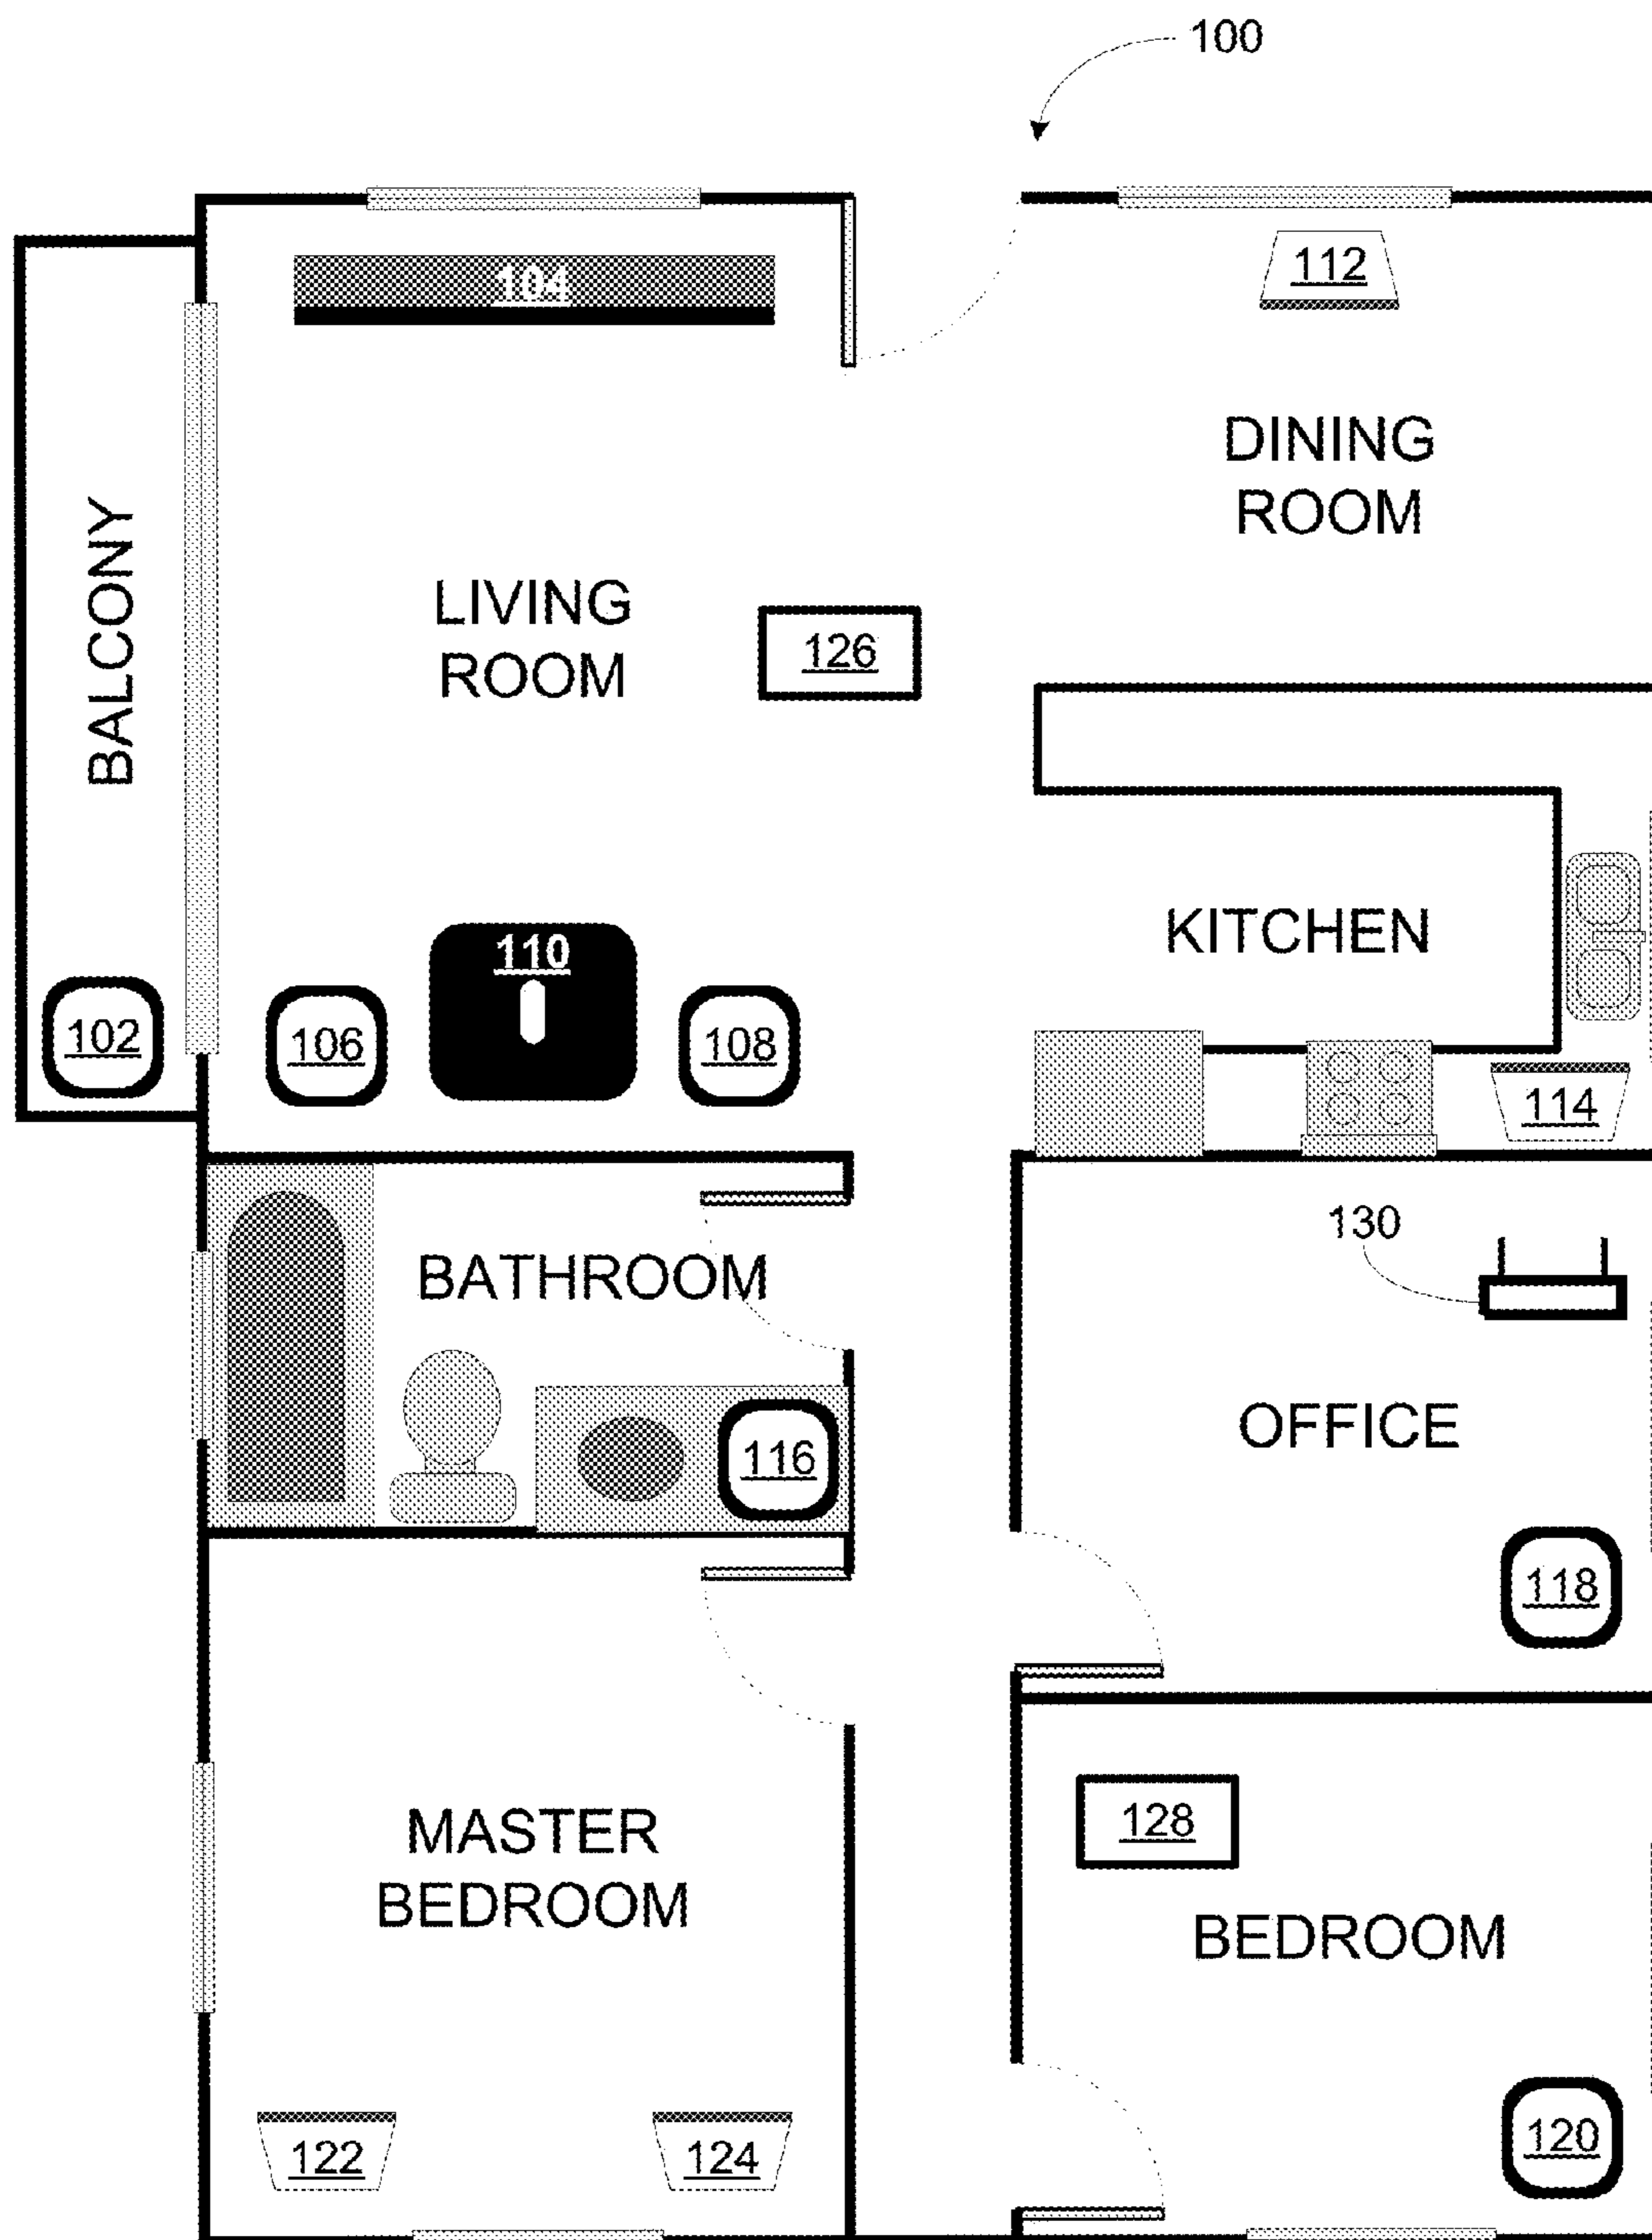 100
104
112
DINING
ROOM
BALCONY
LIVING
ROOM
126
KITCHEN
110
102
106
108
114
130
BATHROOM
OFFICE
116
118
128
MASTER
BEDROOM
BEDROOM
122
124
120